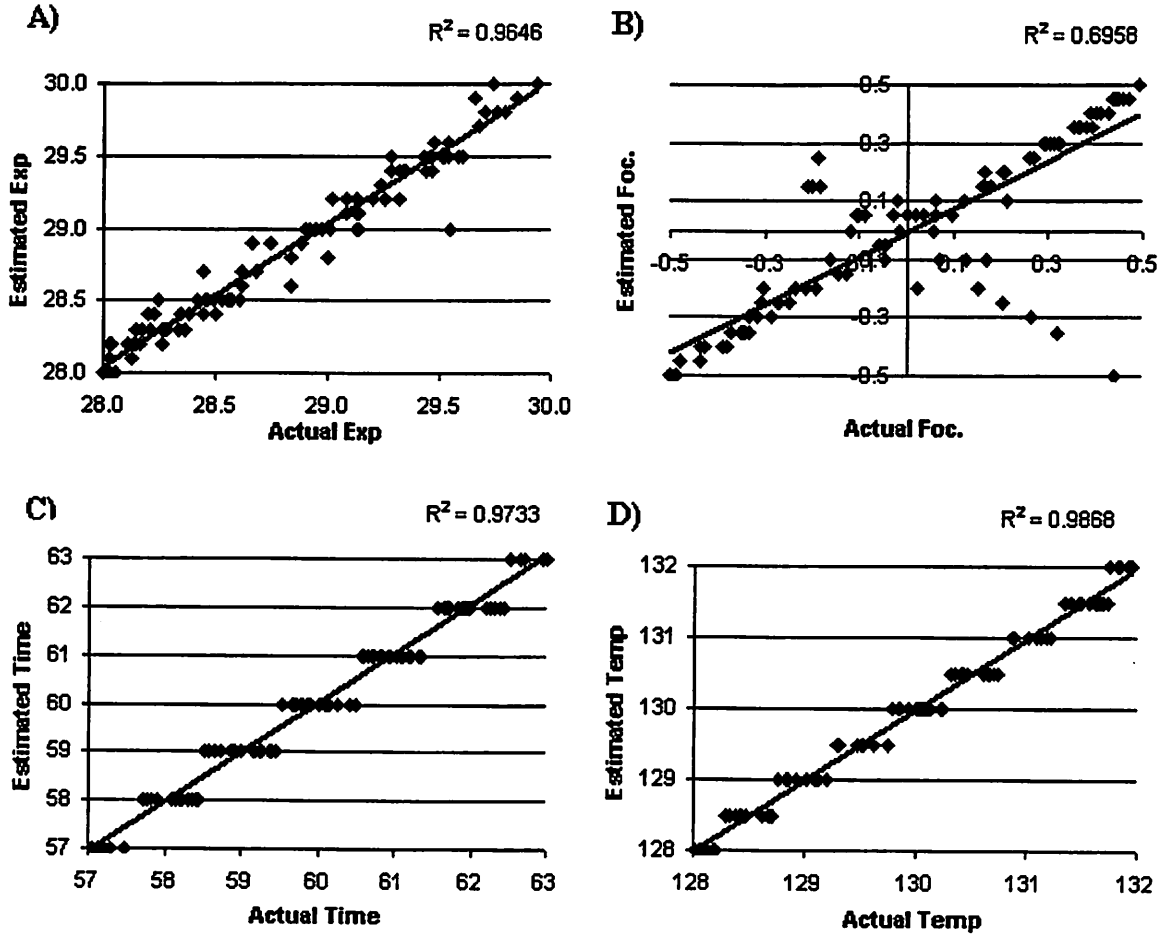 A)
R² = 0.9646
Estimated Exp
30.0
29.5
29.0
28.5
28.0
28.0 28.5 29.0 29.5 30.0
Actual Exp
B)
R² = 0.6958
Estimated Foc.
0.5
0.3
0.1
-0.5 -0.3 -0.1 0.1 0.3 0.5
-0.1
-0.3
-0.5
Actual Foc.
C)
R² = 0.9733
Estimated Time
63
62
61
60
59
58
57
57 58 59 60 61 62 63
Actual Time
D)
R² = 0.9868
Estimated Temp
132
131
130
129
128
128 129 130 131 132
Actual Temp